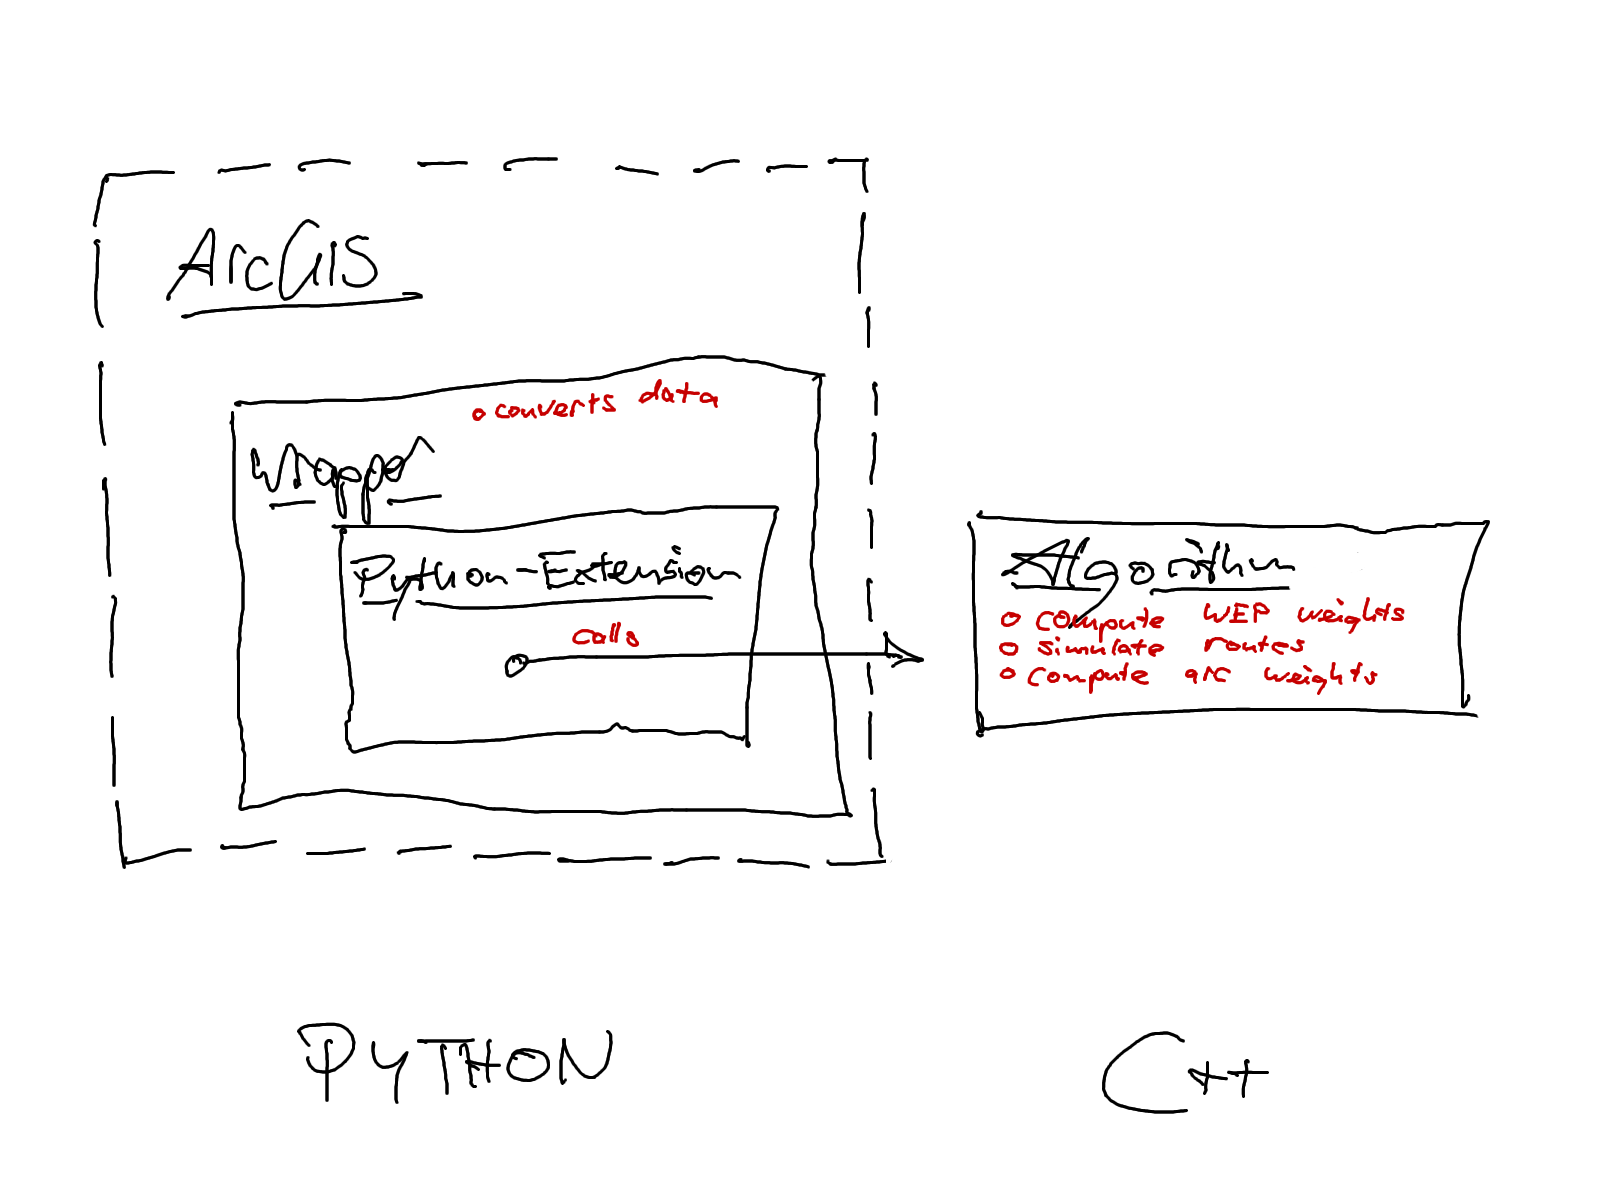 ArcGIS
o converts data
Wrapper
Python-Extension
calls
Algorithm
o compute WEP weights
o simulate routes
o compute arc weights
PYTHON
C++